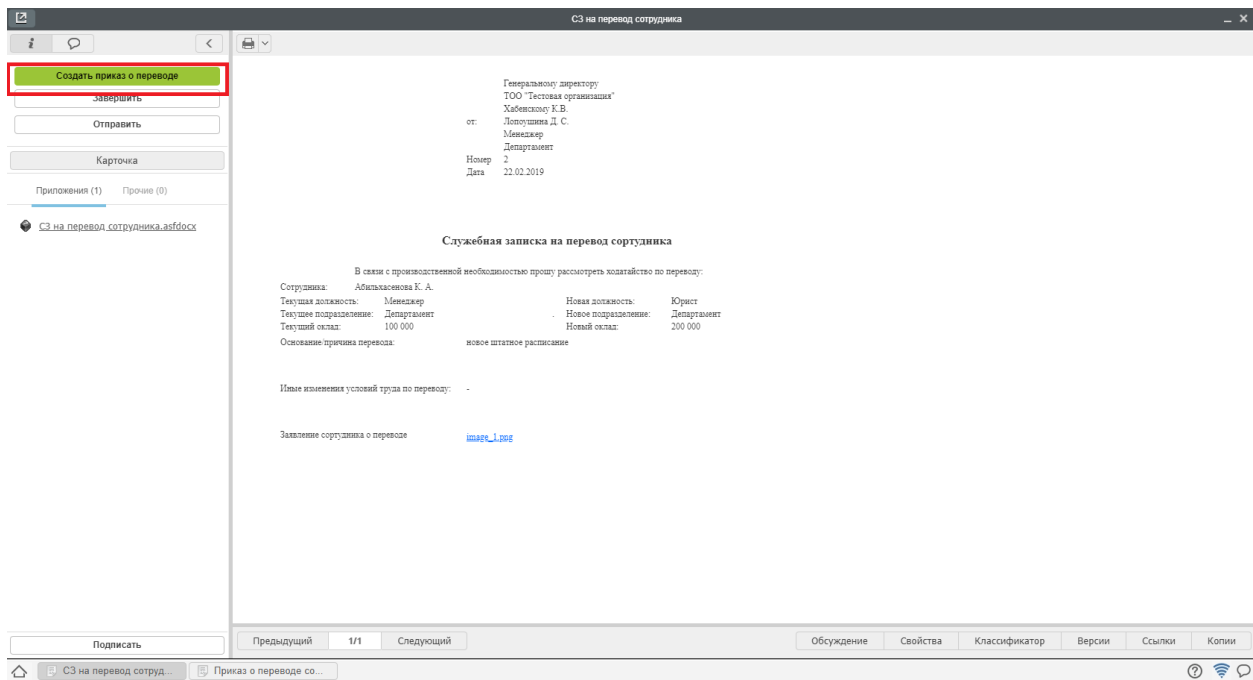 СЗ на перевод сотрудника
Создать приказ о переводе
Завершить
Отправить
Карточка
Приложения (1) Прочие (0)
СЗ на перевод сотрудника.asfdocx
Генеральному директору
ТОО "Тестовая организация"
Хабенскому К.В.
от: Лопоушина Д. С.
Менеджер
Департамент
Номер 2
Дата 22.02.2019
Служебная записка на перевод сортудника
В связи с производственной необходимостью прошу рассмотреть ходатайство по переводу:
Сотрудника: Абильхасенова К. А.
Текущая должность: Менеджер Новая должность: Юрист
Текущее подразделение: Департамент . Новое подразделение: Департамент
Текущий оклад: 100 000 Новый оклад: 200 000
Основание/причина перевода: новое штатное расписание
Иные изменения условий труда по переводу: -
Заявление сортудника о переводе image_1.png
Подписать
Предыдущий 1/1 Следующий Обсуждение Свойства Классификатор Версии Ссылки Копии
СЗ на перевод сотруд... Приказ о переводе со...